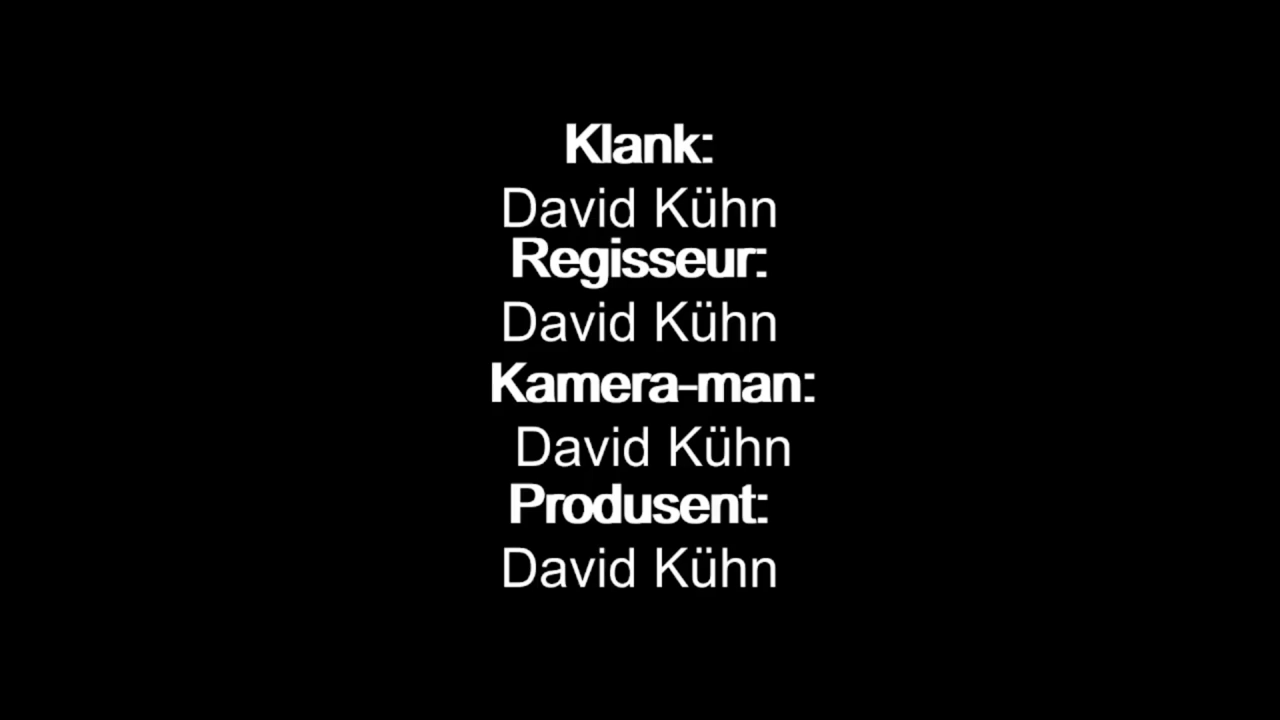 Klank:
David Kühn
Regisseur:
David Kühn
Kamera-man:
David Kühn
Produsent:
David Kühn